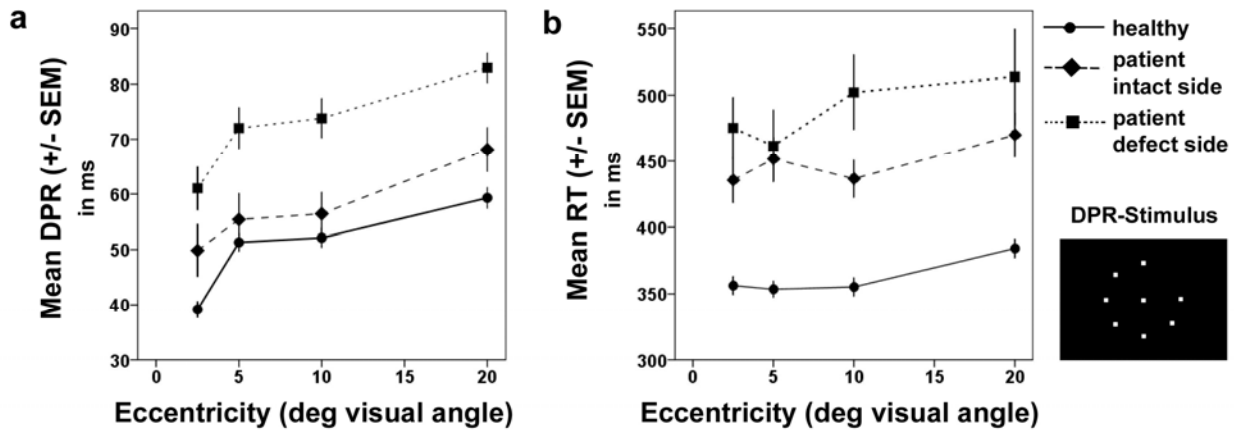 a
Mean DPR (+/- SEM)
in ms
90
80
70
60
50
40
30
0 5 10 15 20
Eccentricity (deg visual angle)
b
Mean RT (+/- SEM)
in ms
550
500
450
400
350
300
0 5 10 15 20
Eccentricity (deg visual angle)
healthy
patient
intact side
patient
defect side
DPR-Stimulus